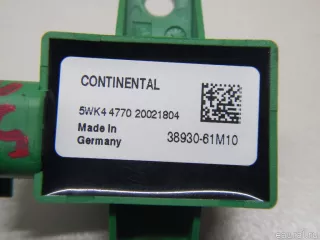 CONTINENTAL
5WK4 4770 20021804
Made in
Germany
38930-61M10